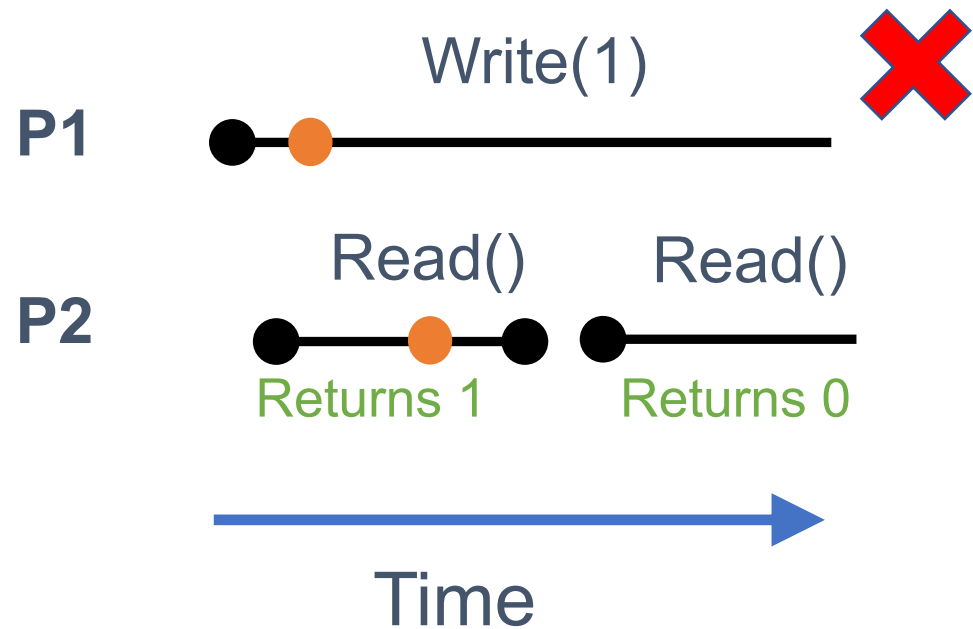 Write(1)
P1
Read() Read()
P2
Returns 1 Returns 0
Time